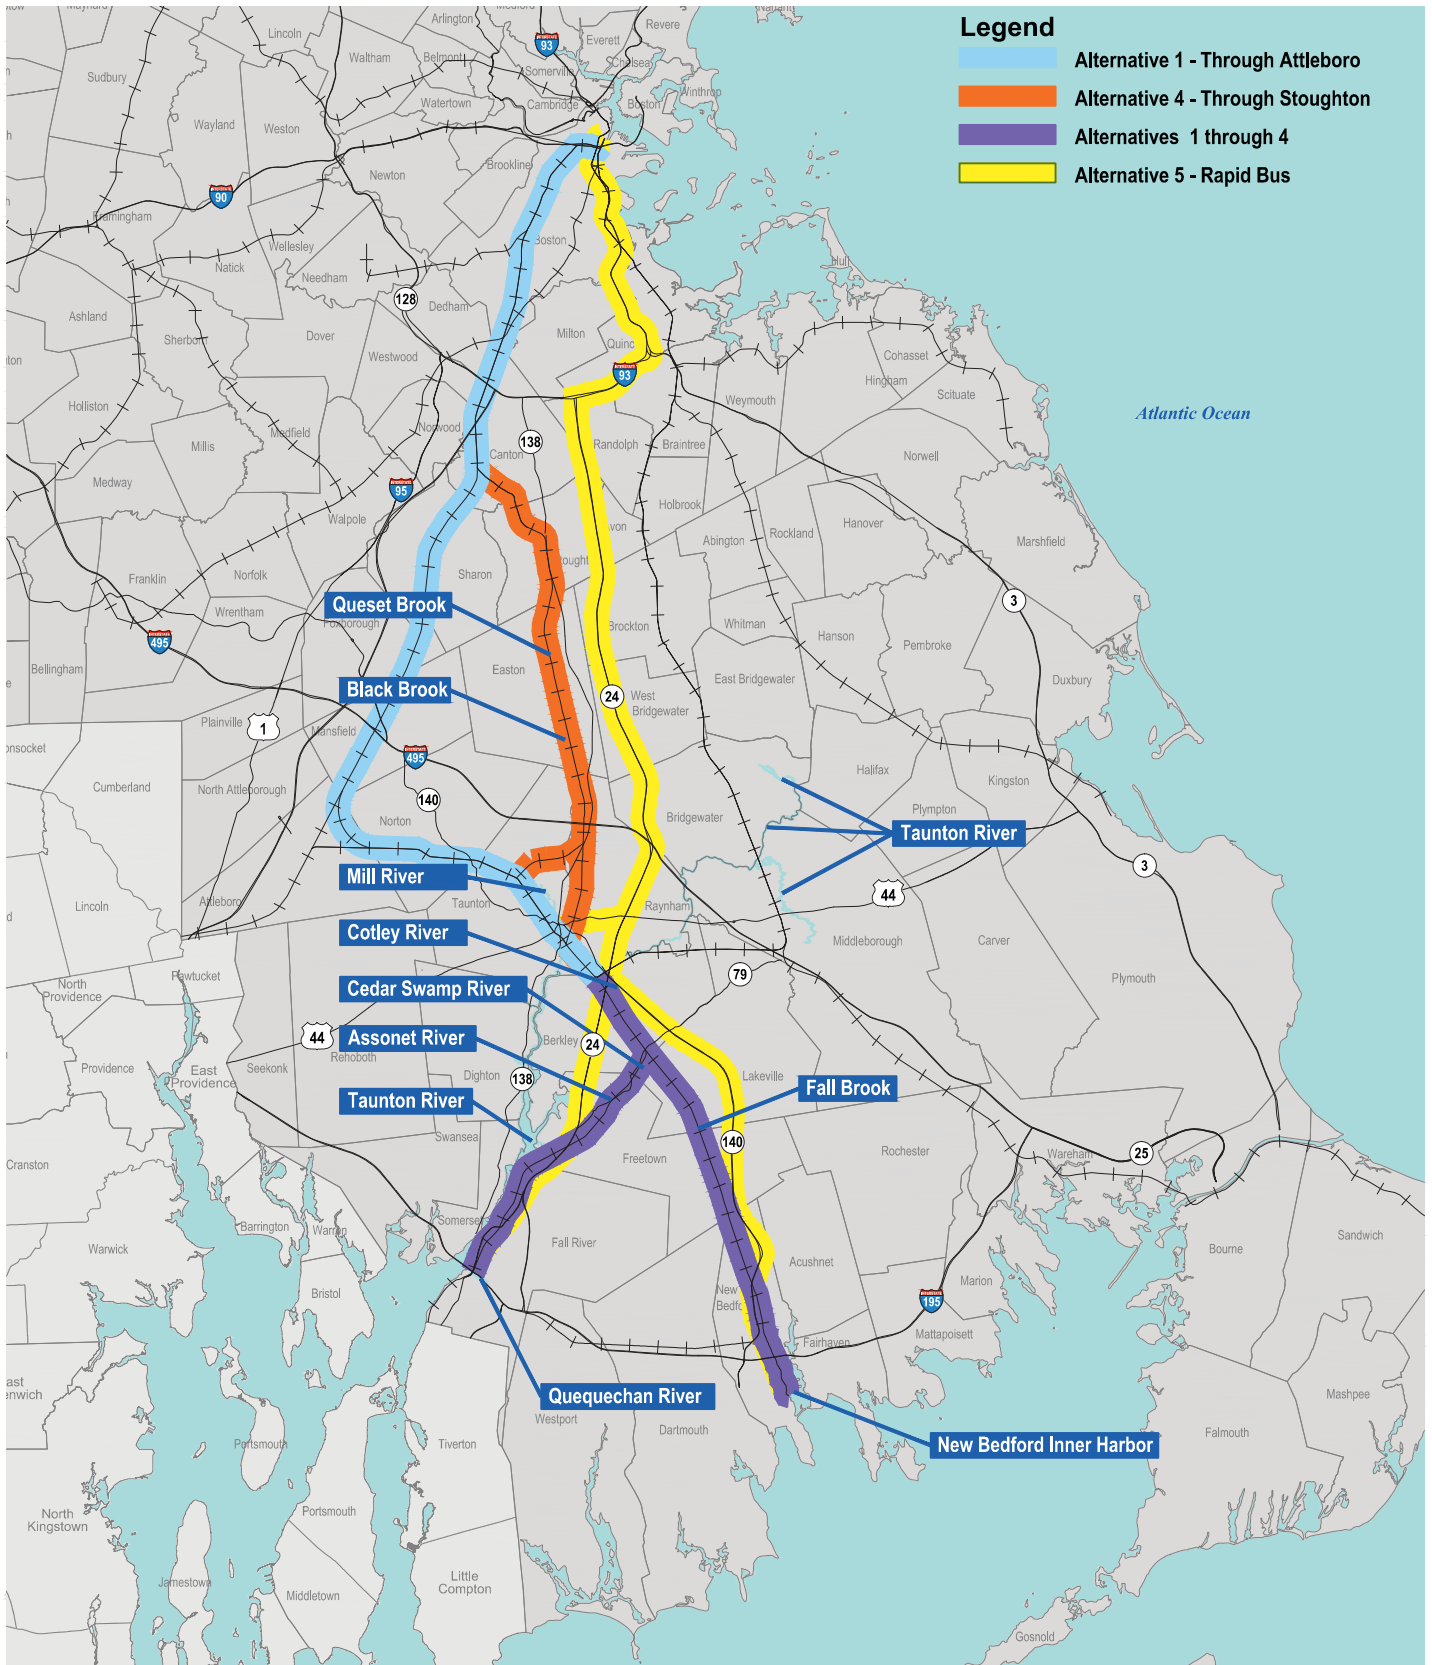 Legend
Alternative 1 - Through Attleboro
Alternative 4 - Through Stoughton
Alternatives 1 through 4
Alternative 5 - Rapid Bus
Arlington
Revere
Lincoln
93
Everett
Waltham
Belmont
Chelsea
Somerville
Sudbury
Winthrop
Watertown
Cambridge
Boston
Wayland
Weston
Brookline
Newton
90
Framingham
Boston
Wellesley
Natick
Needham
Hull
128
Dedham
Ashland
Milton
Sherborn
Dover
Quinc
Westwood
Cohasset
93
Hingham
Scituate
Holliston
Weymouth
Atlantic Ocean
Norwood
Medfield
Millis
138
Randolph
Braintree
Canton
Norwell
Medway
95
Holbrook
Walpole
Hanover
von
Rockland
Abington
Marshfield
ought
Franklin
Norfolk
Sharon
3
Queset Brook
Wrentham
Foxborough
Whitman
Brockton
Hanson
495
Pembroke
Bellingham
Easton
East Bridgewater
Duxbury
Black Brook
24
West
Bridgewater
Plainville
1
Mansfield
onsocket
495
Halifax
Kingston
Cumberland
North Attleborough
140
Plympton
Norton
Bridgewater
Taunton River
3
Mill River
44
Attleboro
Taunton
Raynham
Lincoln
Cotley River
Middleborough
Carver
Pawtucket
79
Plymouth
North
Providence
Cedar Swamp River
44
Assonet River
Berkley
24
Rehoboth
Providence
East
Providence
Seekonk
Dighton
138
Lakeville
Fall Brook
Taunton River
Swansea
140
Rochester
Wareham
25
Cranston
Freetown
Somerset
Barrington
Warren
Warwick
Fall River
Bourne
Sandwich
Acushnet
Marion
Bristol
New
Bedfo
195
Mattapoisett
Fairhaven
ast
enwich
Quequechan River
Mashpee
Westport
Dartmouth
Falmouth
Portsmouth
Tiverton
New Bedford Inner Harbor
North
Kingstown
Portsmouth
Jamestown
Middletown
Little
Compton
Gosnold